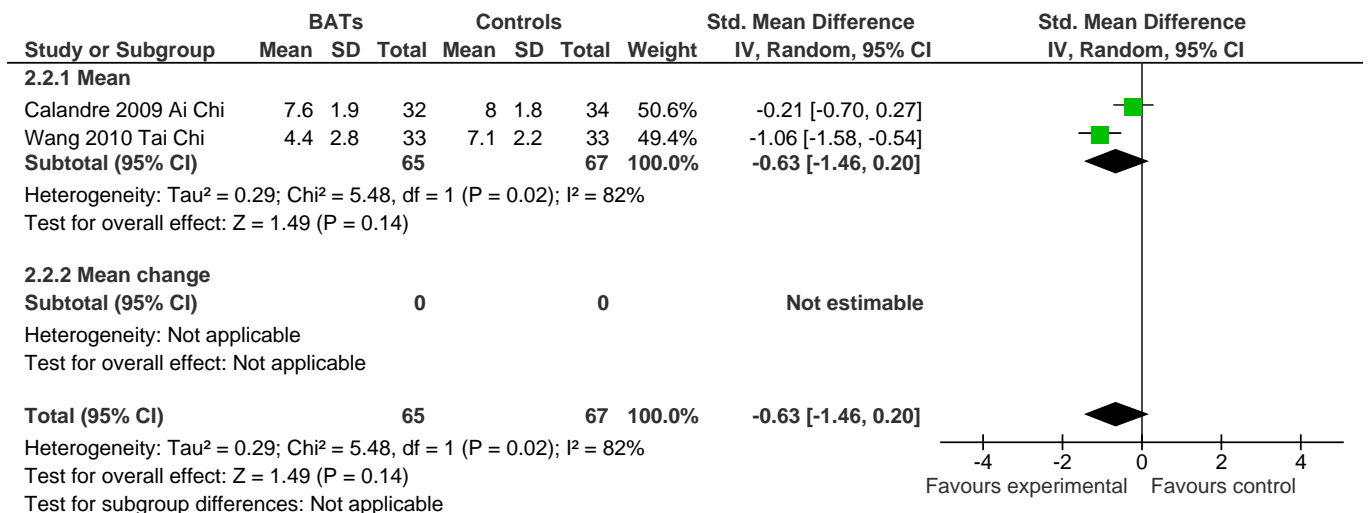 BATs Controls Std. Mean Difference Std. Mean Difference
Study or Subgroup Mean SD Total Mean SD Total Weight IV, Random, 95% CI IV, Random, 95% CI
2.2.1 Mean
Calandre 2009 Ai Chi 7.6 1.9 32 8 1.8 34 50.6% -0.21 [-0.70, 0.27]
Wang 2010 Tai Chi 4.4 2.8 33 7.1 2.2 33 49.4% -1.06 [-1.58, -0.54]
Subtotal (95% CI) 65 67 100.0% -0.63 [-1.46, 0.20]
Heterogeneity: Tau² = 0.29; Chi² = 5.48, df = 1 (P = 0.02); I² = 82%
Test for overall effect: Z = 1.49 (P = 0.14)
2.2.2 Mean change
Subtotal (95% CI) 0 0 Not estimable
Heterogeneity: Not applicable
Test for overall effect: Not applicable
Total (95% CI) 65 67 100.0% -0.63 [-1.46, 0.20]
Heterogeneity: Tau² = 0.29; Chi² = 5.48, df = 1 (P = 0.02); I² = 82%
Test for overall effect: Z = 1.49 (P = 0.14)
Test for subgroup differences: Not applicable
-4 -2 0 2 4
Favours experimental Favours control